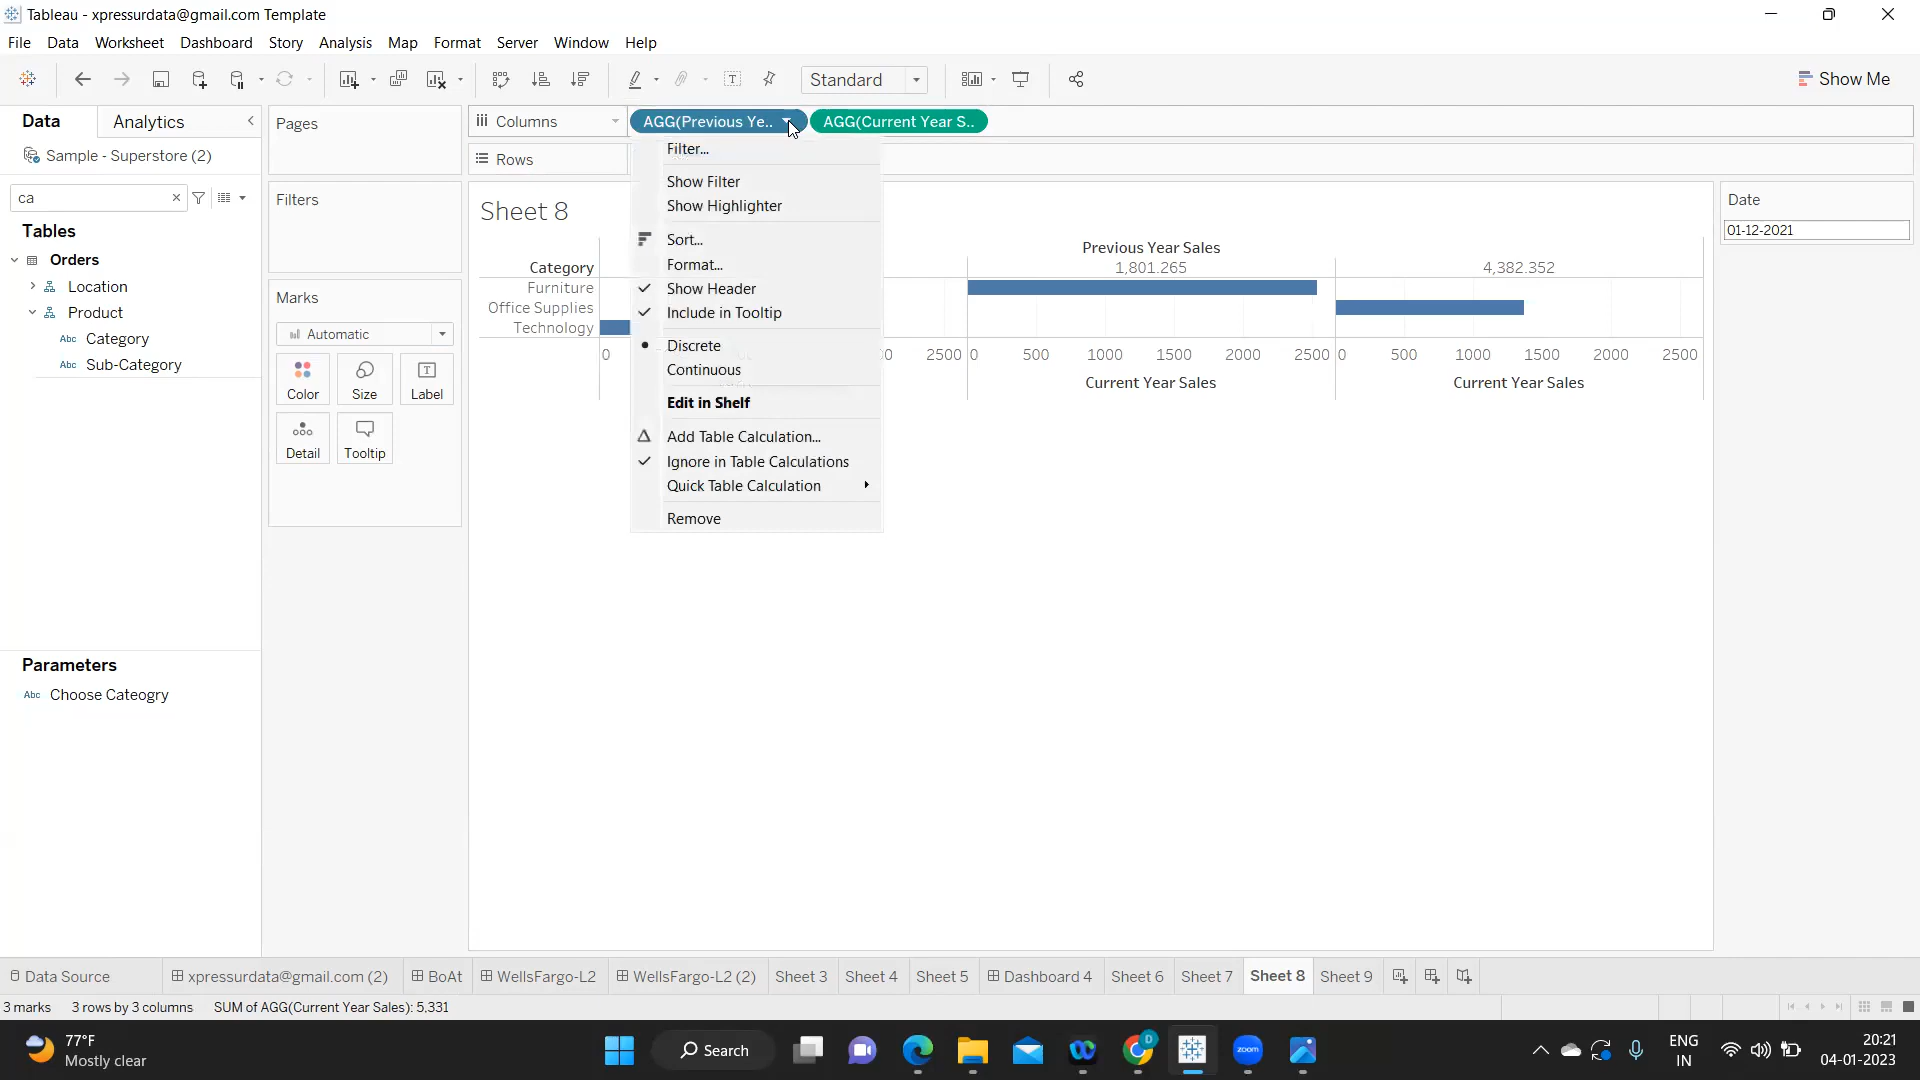 Tableau - xpressurdata@gmail.com Template
File Data Worksheet Dashboard Story Analysis Map Format Server Window Help
Standard
Show Me
Data Analytics
Pages
Columns
AGG(Previous Ye..
AGG(Current Year S..
Sample - Superstore (2)
Rows
ca
Tables
Orders
Location
Product
Abc Category
Abc Sub-Category
Parameters
Abc Choose Cateogry
Filters
Marks
Automatic
Color Size Label
Detail Tooltip
Filter...
Show Filter
Show Highlighter
Sort...
Format...
Show Header
Include in Tooltip
Discrete
Continuous
Edit in Shelf
Add Table Calculation...
Ignore in Table Calculations
Quick Table Calculation
Remove
Sheet 8
Previous Year Sales
Category 1,801.265 4,382.352
Furniture
Office Supplies
Technology
0 2500 0 500 1000 1500 2000 2500 0 500 1000 1500 2000 2500
Current Year Sales Current Year Sales
Date
01-12-2021
Data Source xpressurdata@gmail.com (2) BoAt WellsFargo-L2 WellsFargo-L2 (2) Sheet 3 Sheet 4 Sheet 5 Dashboard 4 Sheet 6 Sheet 7 Sheet 8 Sheet 9
3 marks 3 rows by 3 columns SUM of AGG(Current Year Sales): 5,331
77°F
Mostly clear
Search
zoom
D
ENG
IN
20:21
04-01-2023